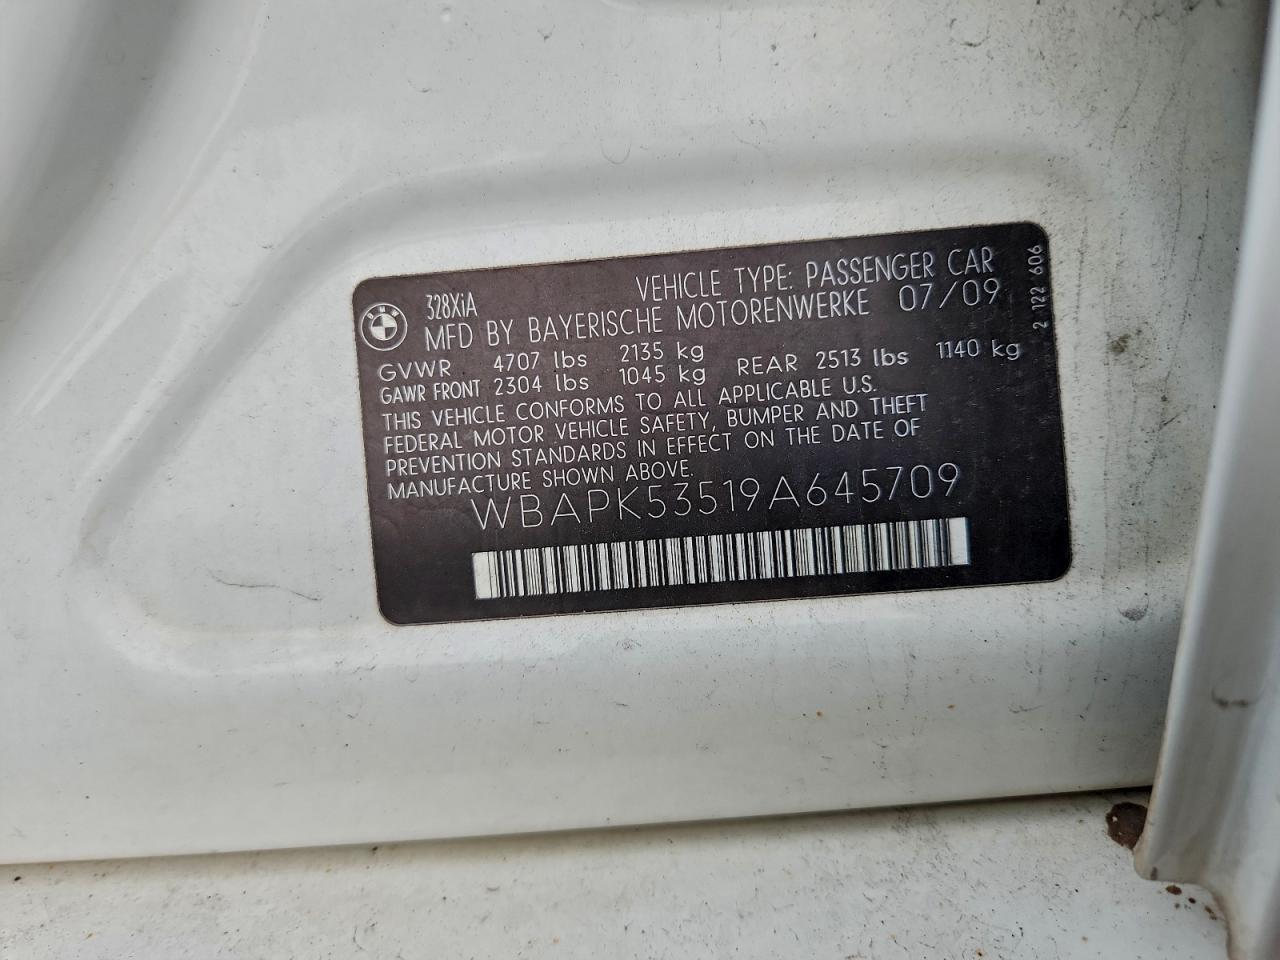 328XiA
VEHICLE TYPE: PASSENGER CAR
MFD BY BAYERISCHE MOTORENWERKE 07/09
GVWR 4707 lbs 2135 kg
GAWR FRONT 2304 lbs 1045 kg REAR 2513 lbs 1140 kg
THIS VEHICLE CONFORMS TO ALL APPLICABLE U.S.
FEDERAL MOTOR VEHICLE SAFETY, BUMPER AND THEFT
PREVENTION STANDARDS IN EFFECT ON THE DATE OF
MANUFACTURE SHOWN ABOVE.
WBAPK53519A645709
2 122 606
BMW